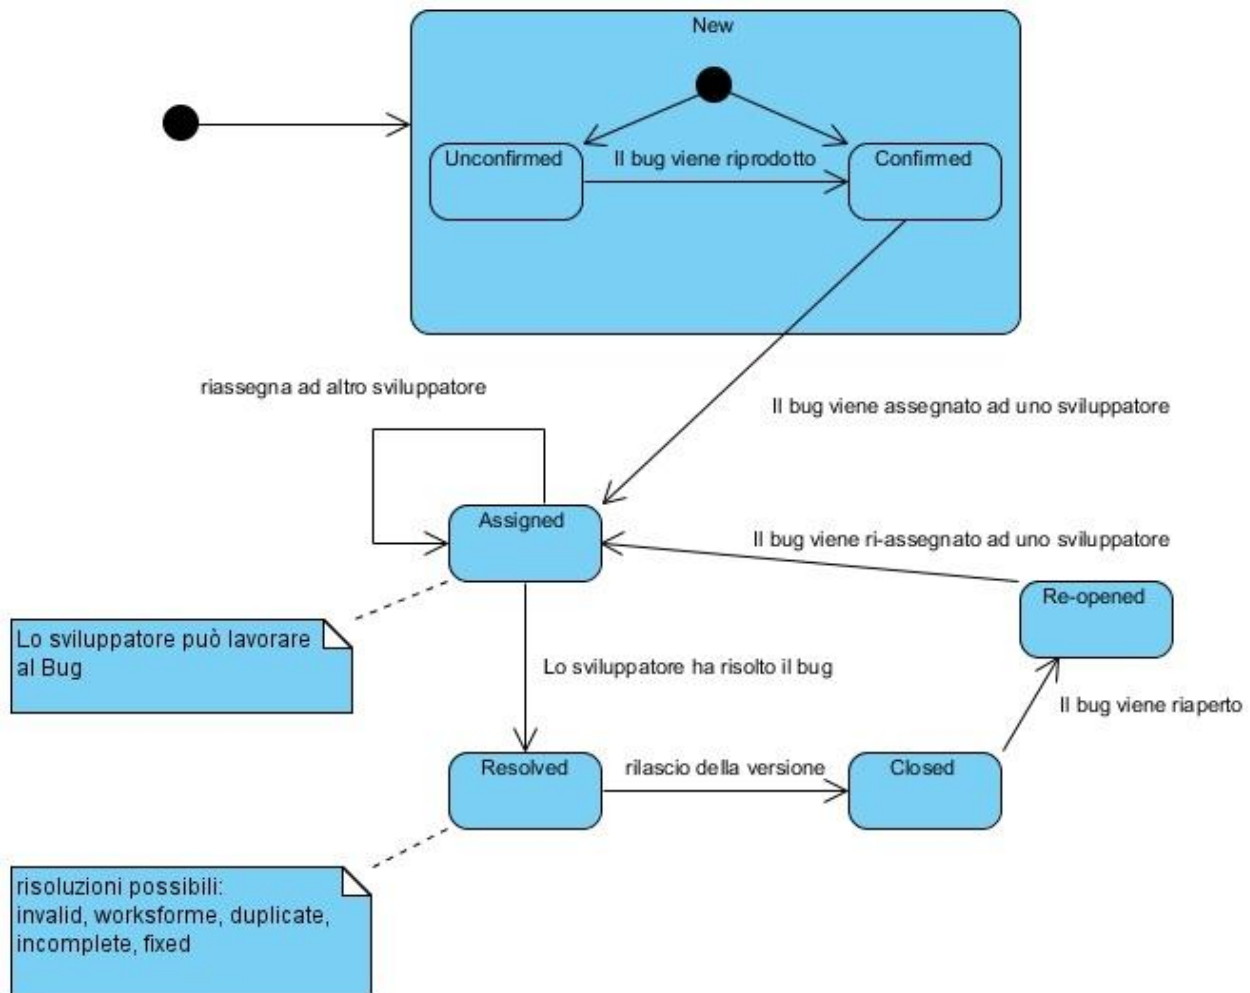 New
Unconfirmed
Il bug viene riprodotto
Confirmed
riassegna ad altro sviluppatore
Il bug viene assegnato ad uno sviluppatore
Assigned
Il bug viene ri-assegnato ad uno sviluppatore
Re-opened
Lo sviluppatore può lavorare
al Bug
Lo sviluppatore ha risolto il bug
Il bug viene riaperto
Resolved
rilascio della versione
Closed
risoluzioni possibili:
invalid, worksforme, duplicate,
incomplete, fixed